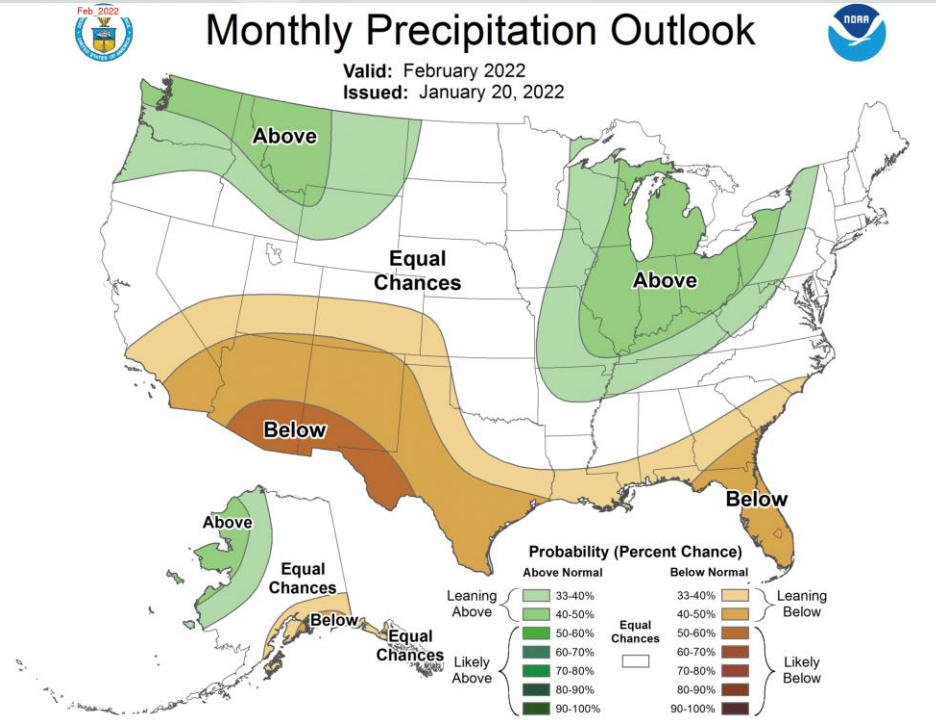 Feb_2022
NOAA
Monthly Precipitation Outlook
Valid: February 2022
Issued: January 20, 2022
Above
Equal
Chances
Above
Below
Below
Above
Equal
Chances
Below
Equal
Chances
Probability (Percent Chance)
Above Normal
Below Normal
Leaning
Above
33-40%
40-50%
Likely
Above
50-60%
60-70%
70-80%
80-90%
90-100%
Equal
Chances
33-40%
40-50%
Leaning
Below
50-60%
60-70%
70-80%
80-90%
90-100%
Likely
Below